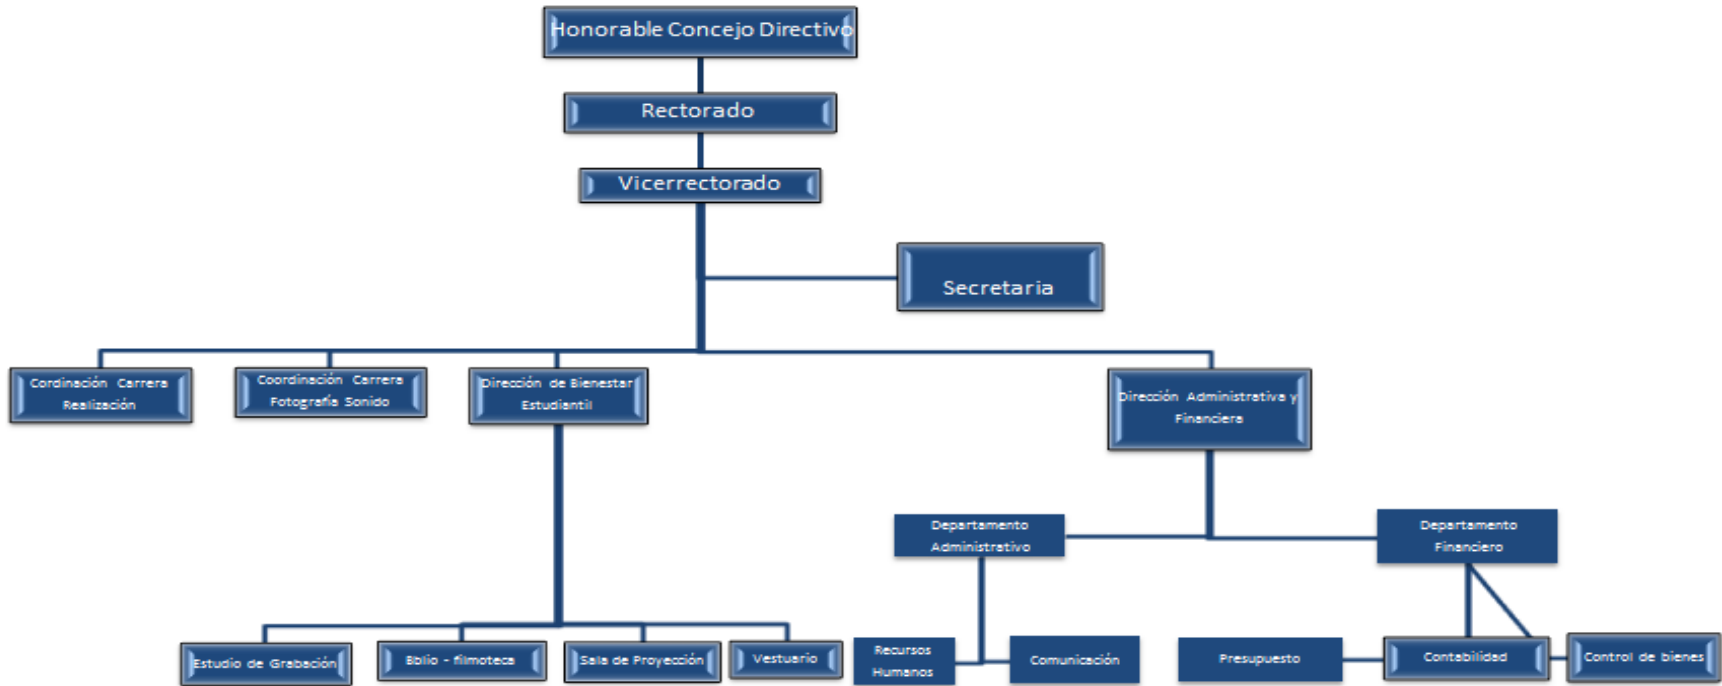 Honorable Concejo Directivo
Rectorado
Vicerrectorado
Secretaria
Cordinación Carrera
Realización
Coordinación Carrera
Fotografía Sonido
Dirección de Bienestar
Estudiantil
Dirección Administrativa y
Financiera
Departamento
Administrativo
Departamento
Financiero
Estudio de Grabación
Bblio - filmoteca
Sala de Proyección
Vestuario
Recursos
Humanos
Comunicación
Presupuesto
Contabilidad
Control de bienes